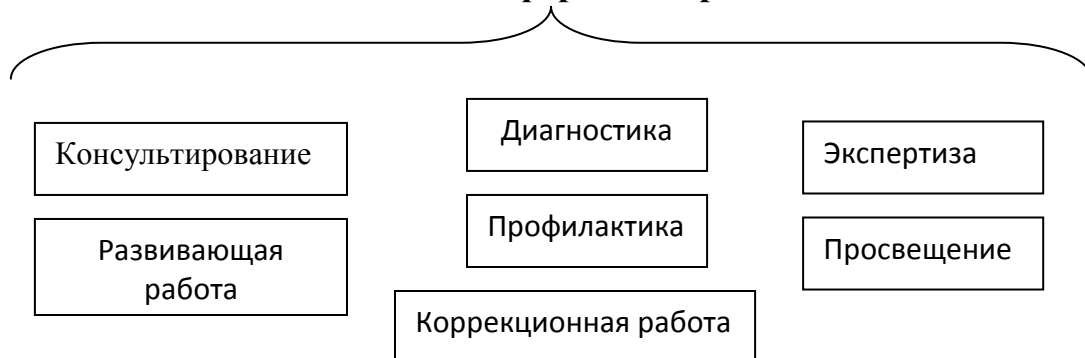 Консультирование
Развивающая
работа
Диагностика
Профилактика
Коррекционная работа
Экспертиза
Просвещение